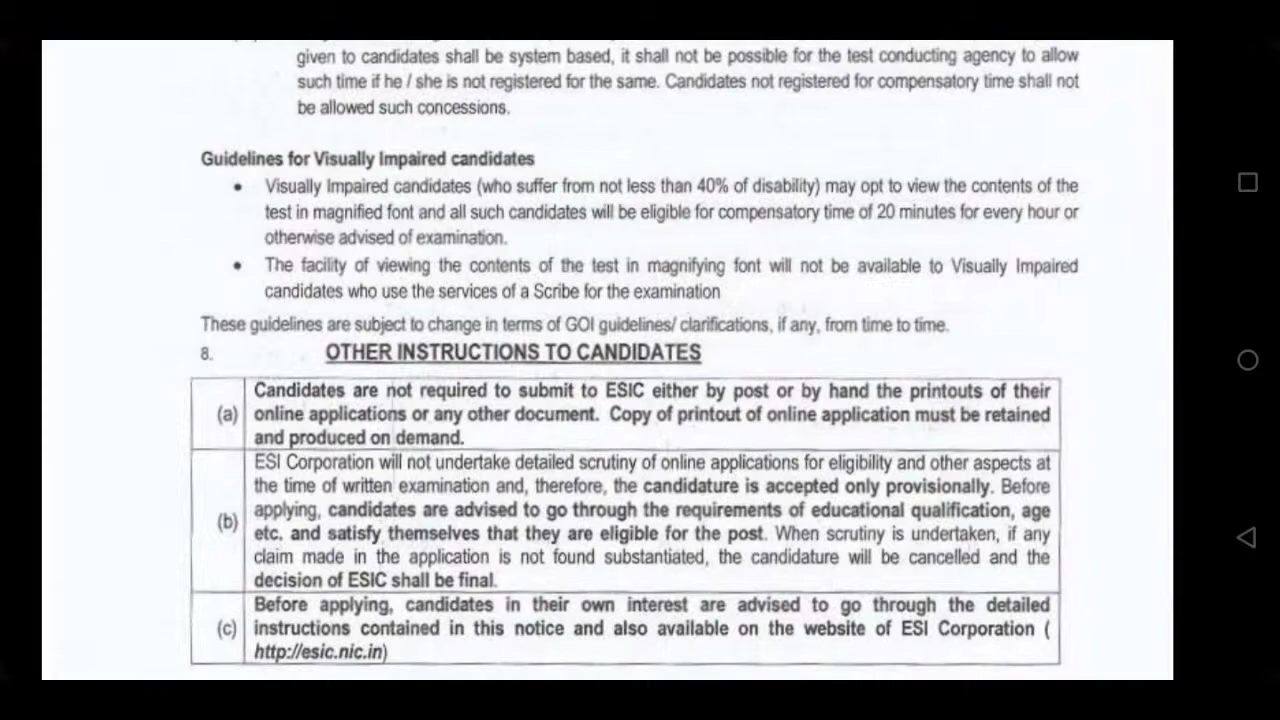 given to candidates shall be system based, it shall not be possible for the test conducting agency to allow
such time if he / she is not registered for the same. Candidates not registered for compensatory time shall not
be allowed such concessions.
Guidelines for Visually Impaired candidates
• Visually Impaired candidates (who suffer from not less than 40% of disability) may opt to view the contents of the
test in magnified font and all such candidates will be eligible for compensatory time of 20 minutes for every hour or
otherwise advised of examination.
• The facility of viewing the contents of the test in magnifying font will not be available to Visually Impaired
candidates who use the services of a Scribe for the examination
These guidelines are subject to change in terms of GOI guidelines/ clarifications, if any, from time to time.
8. OTHER INSTRUCTIONS TO CANDIDATES
Candidates are not required to submit to ESIC either by post or by hand the printouts of their
(a) online applications or any other document. Copy of printout of online application must be retained
and produced on demand.
ESI Corporation will not undertake detailed scrutiny of online applications for eligibility and other aspects at
the time of written examination and, therefore, the candidature is accepted only provisionally. Before
applying, candidates are advised to go through the requirements of educational qualification, age
(b) etc. and satisfy themselves that they are eligible for the post. When scrutiny is undertaken, if any
claim made in the application is not found substantiated, the candidature will be cancelled and the
decision of ESIC shall be final.
Before applying, candidates in their own interest are advised to go through the detailed
(c) instructions contained in this notice and also available on the website of ESI Corporation (
http://esic.nic.in)